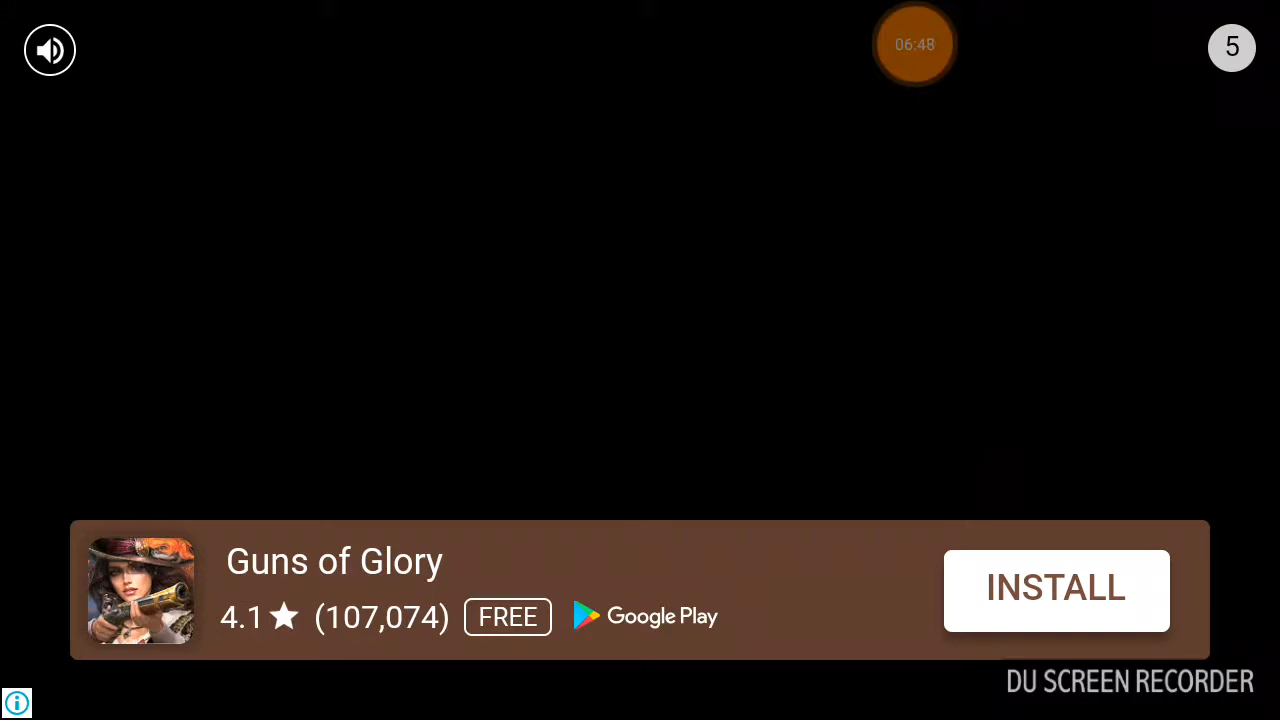 06:48
5
Guns of Glory
4.1★ (107,074) FREE Google Play
INSTALL
DU SCREEN RECORDER